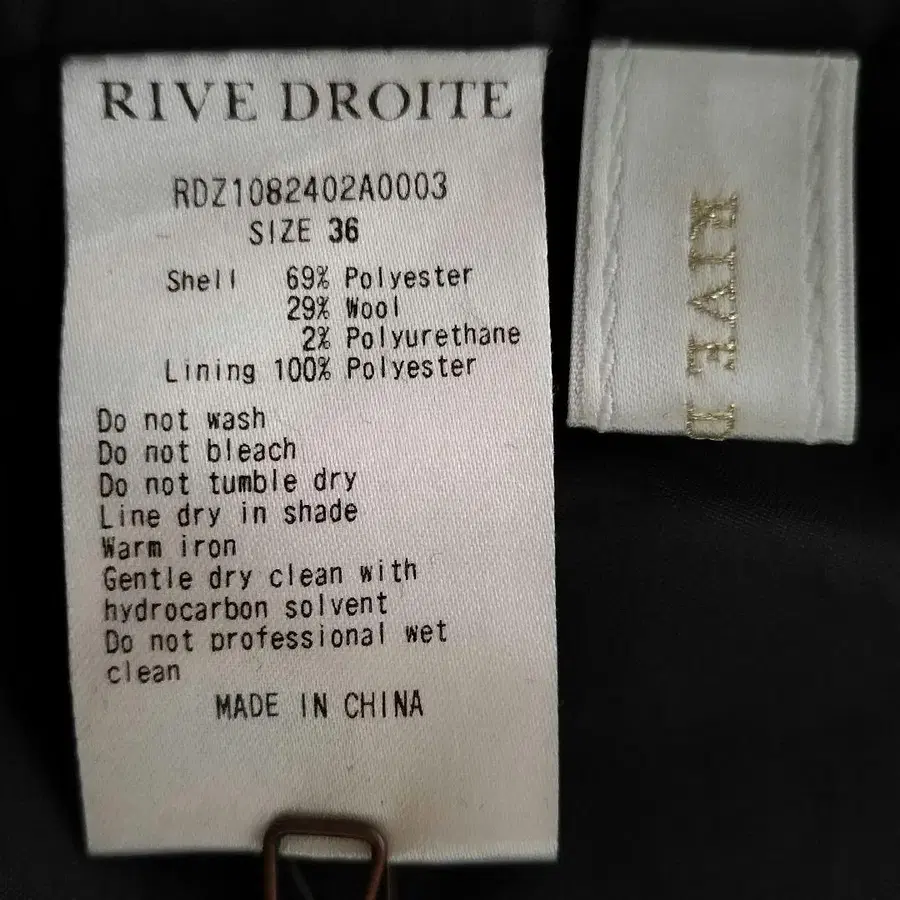 RIVE DROITE
RDZ1082402A0003
SIZE 36
Shell 69% Polyester
29% Wool
2% Polyurethane
Lining 100% Polyester
Do not wash
Do not bleach
Do not tumble dry
Line dry in shade
Warm iron
Gentle dry clean with
hydrocarbon solvent
Do not professional wet
clean
MADE IN CHINA
RIVE D